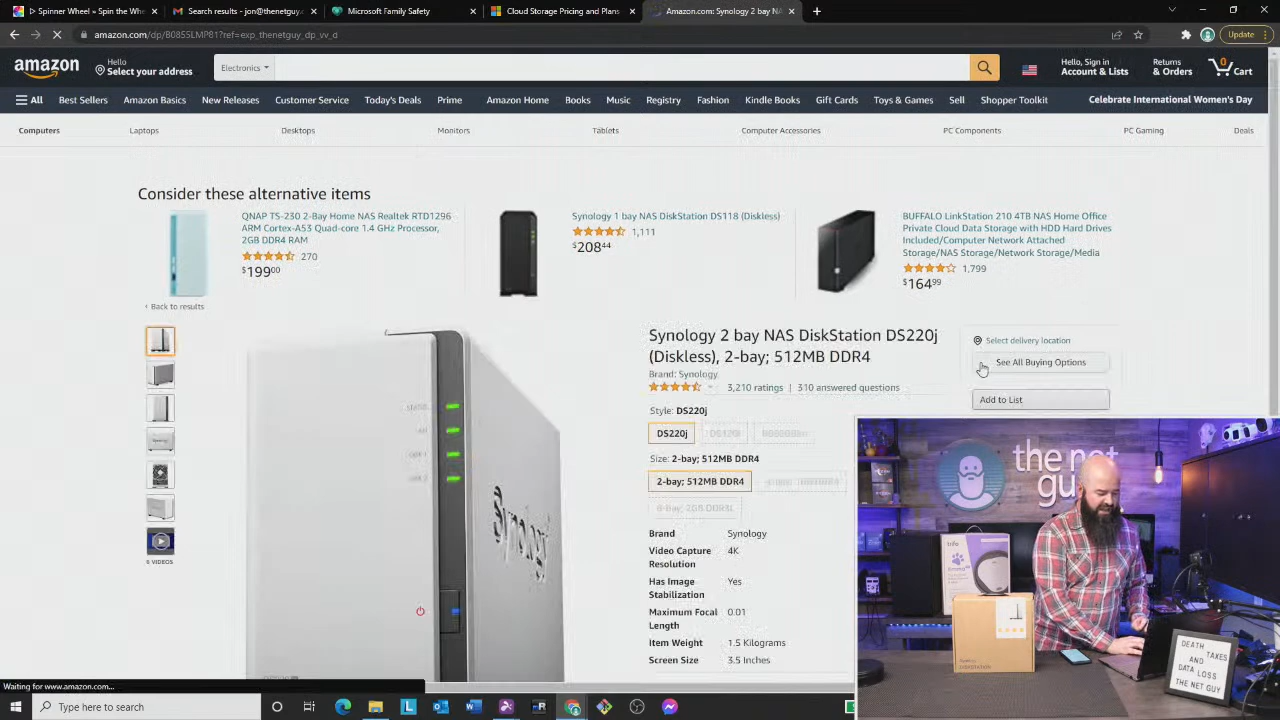 Spinner Wheel » Spin the Whe
Search results - jon@thenetguy.c
Microsoft Family Safety
Cloud Storage Pricing and Plans
Amazon.com: Synology 2 bay NA
amazon.com/dp/B0855LMP81?ref=exp_thenetguy_dp_vv_d
Update
amazon
Hello
Select your address
Electronics
Hello, Sign in
Account & Lists
Returns
& Orders
0
Cart
All
Best Sellers
Amazon Basics
New Releases
Customer Service
Today's Deals
Prime
Amazon Home
Books
Music
Registry
Fashion
Kindle Books
Gift Cards
Toys & Games
Sell
Shopper Toolkit
Celebrate International Women's Day
Computers
Laptops
Desktops
Monitors
Tablets
Computer Accessories
PC Components
PC Gaming
Deals
Consider these alternative items
QNAP TS-230 2-Bay Home NAS Realtek RTD1296
ARM Cortex-A53 Quad-core 1.4 GHz Processor,
2GB DDR4 RAM
270
$199.00
Synology 1 bay NAS DiskStation DS118 (Diskless)
1,111
$208.44
BUFFALO LinkStation 210 4TB NAS Home Office
Private Cloud Data Storage with HDD Hard Drives
Included/Computer Network Attached
Storage/NAS Storage/Network Storage/Media
1,799
$164.99
‹ Back to results
6 VIDEOS
Synology
Synology 2 bay NAS DiskStation DS220j
(Diskless), 2-bay; 512MB DDR4
Brand: Synology
3,210 ratings | 310 answered questions
Style: DS220j
DS220j
Size: 2-bay; 512MB DDR4
2-bay; 512MB DDR4
Brand Synology
Video Capture 4K
Resolution
Has Image Yes
Stabilization
Maximum Focal 0.01
Length
Item Weight 1.5 Kilograms
Screen Size 3.5 Inches
Select delivery location
See All Buying Options
Add to List
the net
gu
trifo
Emma
DEATH TAXES
AND
DATA LOSS
THE NET GUY
Waiting for www.amazon.com...
Type here to search